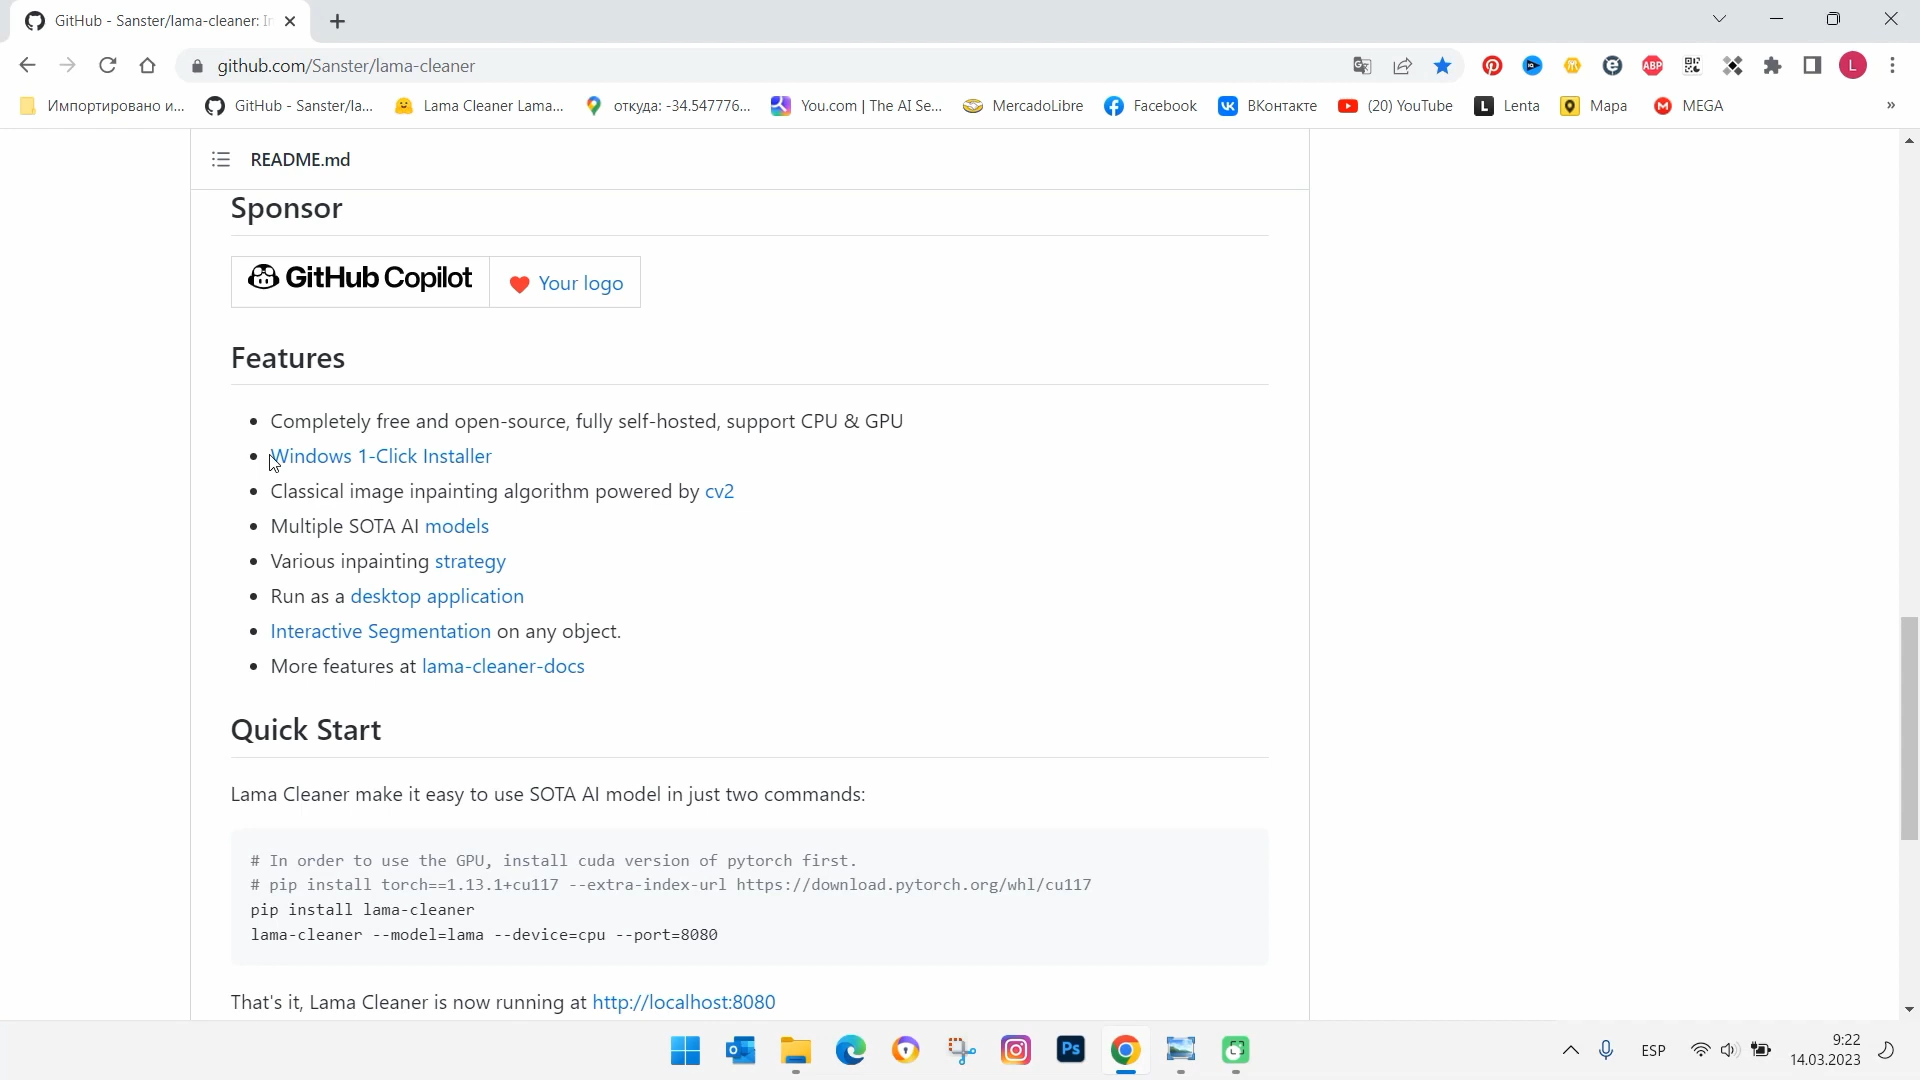 GitHub - Sanster/lama-cleaner: In
github.com/Sanster/lama-cleaner
ABP
L
Импортировано и...
GitHub - Sanster/la...
Lama Cleaner Lama...
откуда: -34.547776...
You.com | The AI Se...
MercadoLibre
Facebook
ВКонтакте
(20) YouTube
L Lenta
Mapa
M MEGA
»
README.md
Sponsor
GitHub Copilot
Your logo
Features
• Completely free and open-source, fully self-hosted, support CPU & GPU
• Windows 1-Click Installer
• Classical image inpainting algorithm powered by cv2
• Multiple SOTA AI models
• Various inpainting strategy
• Run as a desktop application
• Interactive Segmentation on any object.
• More features at lama-cleaner-docs
Quick Start
Lama Cleaner make it easy to use SOTA AI model in just two commands:
# In order to use the GPU, install cuda version of pytorch first.
# pip install torch==1.13.1+cu117 --extra-index-url https://download.pytorch.org/whl/cu117
pip install lama-cleaner
lama-cleaner --model=lama --device=cpu --port=8080
That's it, Lama Cleaner is now running at http://localhost:8080
Ps
ESP
9:22
14.03.2023